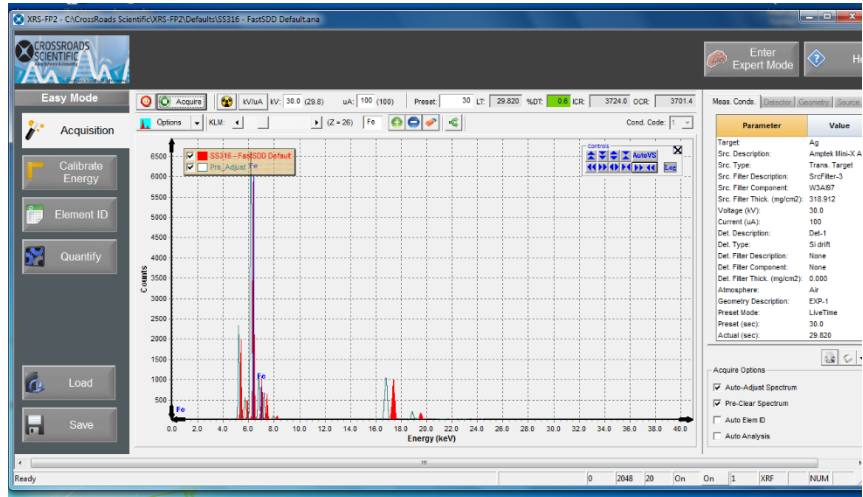 XRS-FP2 - C:\CrossRoads Scientific\XRS-FP2\Defaults\SS316 - FastSDD Default.ana
CROSSROADS
SCIENTIFIC
Enter
Expert Mode
Easy Mode
Acquire
kV/uA
kV: 30.0 (29.8)
uA: 100 (100)
Preset: 30
LT: 29.820
%DT: 0.6
ICR: 3724.0
OCR: 3701.4
Options
KLM:
(Z = 26)
Fe
Cond. Code: 1
Acquisition
Calibrate
Energy
Element ID
Quantify
Load
Save
SS316 - FastSDD Default
Pre_Adjust
Fe
Fe
Fe
Controls
AutoVS
Log
Counts
6500
6000
5500
5000
4500
4000
3500
3000
2500
2000
1500
1000
500
0.0 2.0 4.0 6.0 8.0 10.0 12.0 14.0 16.0 18.0 20.0 22.0 24.0 26.0 28.0 30.0 32.0 34.0 36.0 38.0 40.0
Energy (keV)
Meas. Conds. Detector Geometry Source
Parameter Value
Target: Ag
Src. Description: Amptek Mini-X A
Src. Type: Trans. Target
Src. Filter Description: SrcFilter-3
Src. Filter Component: W3Al97
Src. Filter Thick. (mg/cm2): 318.912
Voltage (kV): 30.0
Current (uA): 100
Det. Description: Det-1
Det. Type: Si drift
Det. Filter Description: None
Det. Filter Component: None
Det. Filter Thick. (mg/cm2): 0.000
Atmosphere: Air
Geometry Description: EXP-1
Preset Mode: LiveTime
Preset (sec): 30.0
Actual (sec): 29.820
Acquire Options
Auto-Adjust Spectrum
Pre-Clear Spectrum
Auto Elem ID
Auto Analysis
Ready
0 2048 20 On On 1 XRF NUM